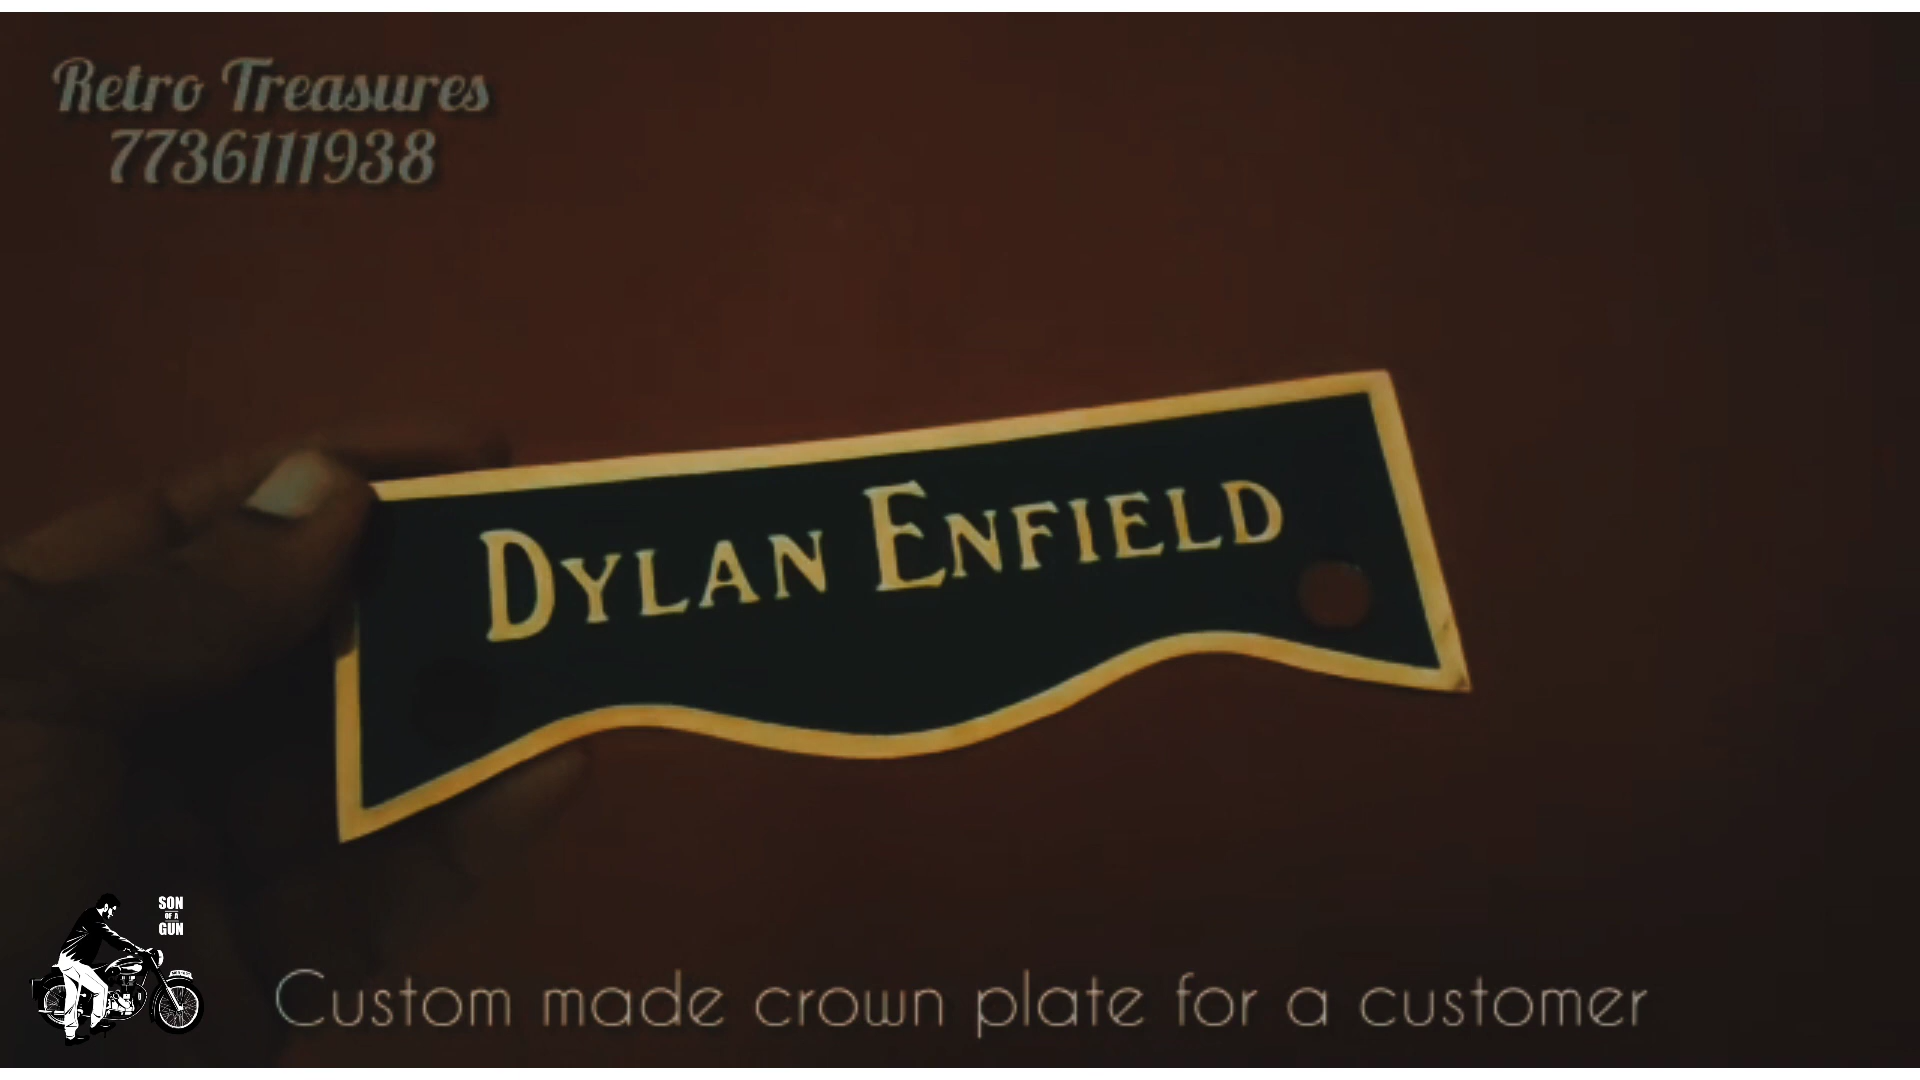 Retro Treasures
7736111938
DYLAN ENFIELD
SON
OF A
GUN
Custom made crown plate for a customer